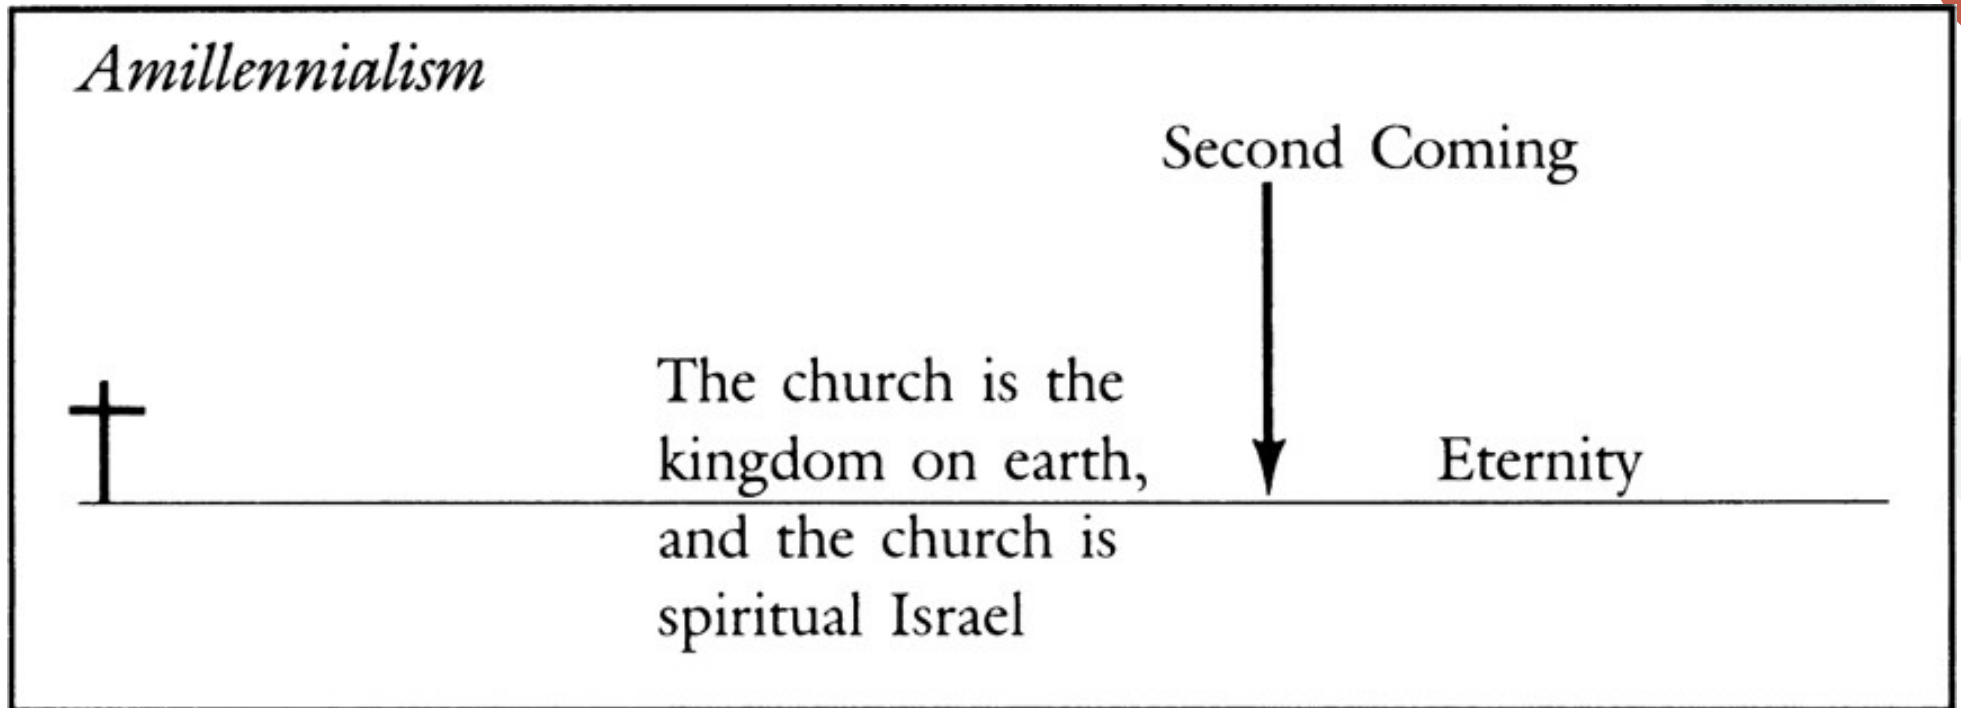 Amillennialism
Second Coming
The church is the
kingdom on earth,
and the church is
spiritual Israel
Eternity